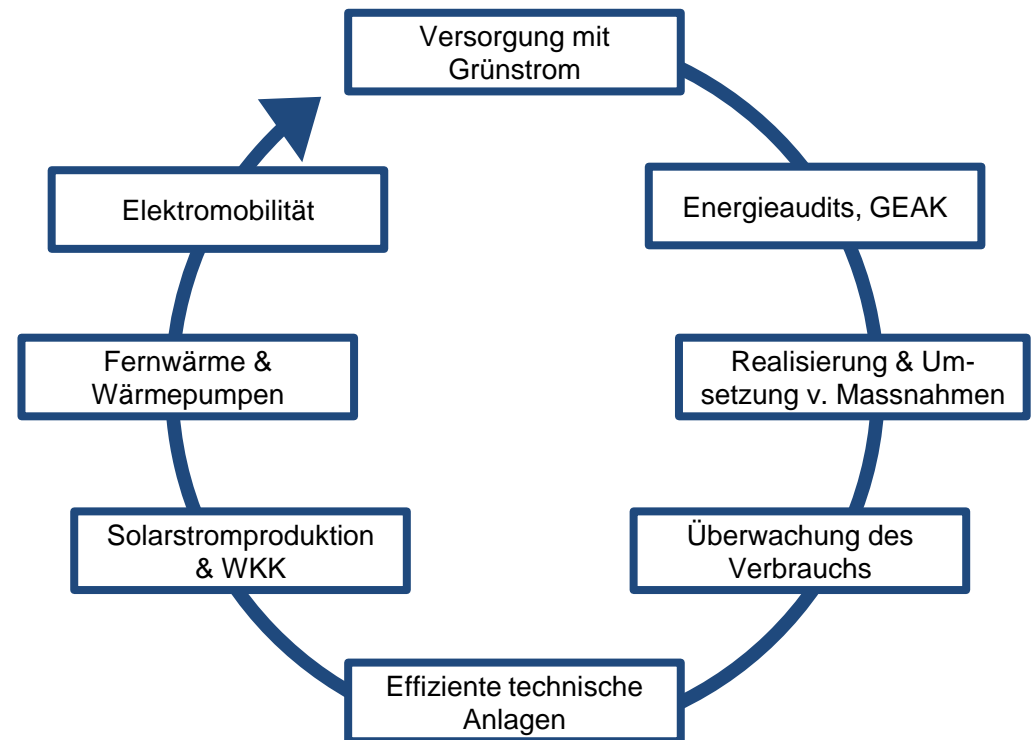 Versorgung mit
Grünstrom
Energieaudits, GEAK
Realisierung & Um-
setzung v. Massnahmen
Überwachung des
Verbrauchs
Effiziente technische
Anlagen
Solarstromproduktion
& WKK
Fernwärme &
Wärmepumpen
Elektromobilität